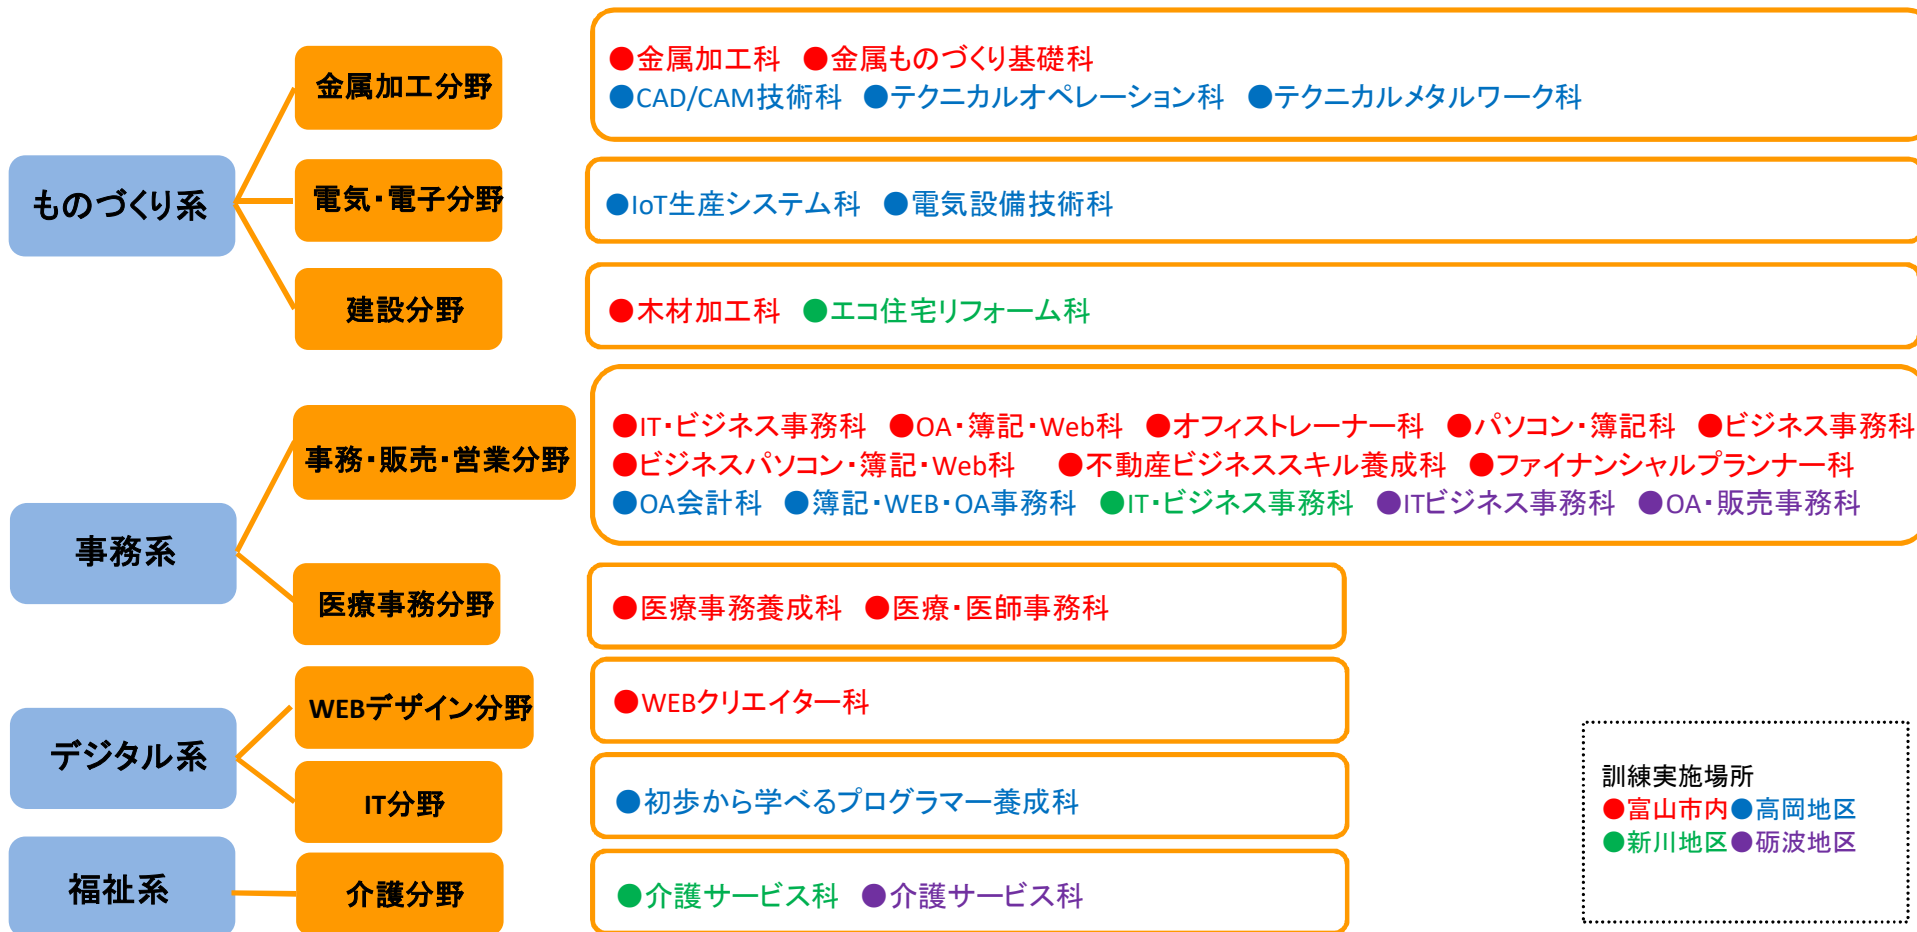 ものづくり系
金属加工分野
●金属加工科 ●金属ものづくり基礎科
●CAD/CAM技術科 ●テクニカルオペレーション科 ●テクニカルメタルワーク科
電気・電子分野
●IoT生産システム科 ●電気設備技術科
建設分野
●木材加工科 ●エコ住宅リフォーム科
事務系
事務・販売・営業分野
●IT・ビジネス事務科 ●OA・簿記・Web科 ●オフィストレーナー科 ●パソコン・簿記科 ●ビジネス事務科
●ビジネスパソコン・簿記・Web科 ●不動産ビジネススキル養成科 ●ファイナンシャルプランナー科
●OA会計科 ●簿記・WEB・OA事務科 ●IT・ビジネス事務科 ●ITビジネス事務科 ●OA・販売事務科
医療事務分野
●医療事務養成科 ●医療・医師事務科
デジタル系
WEBデザイン分野
●WEBクリエイター科
IT分野
●初歩から学べるプログラマー養成科
福祉系
介護分野
●介護サービス科 ●介護サービス科
訓練実施場所
●富山市内●高岡地区
●新川地区●砺波地区